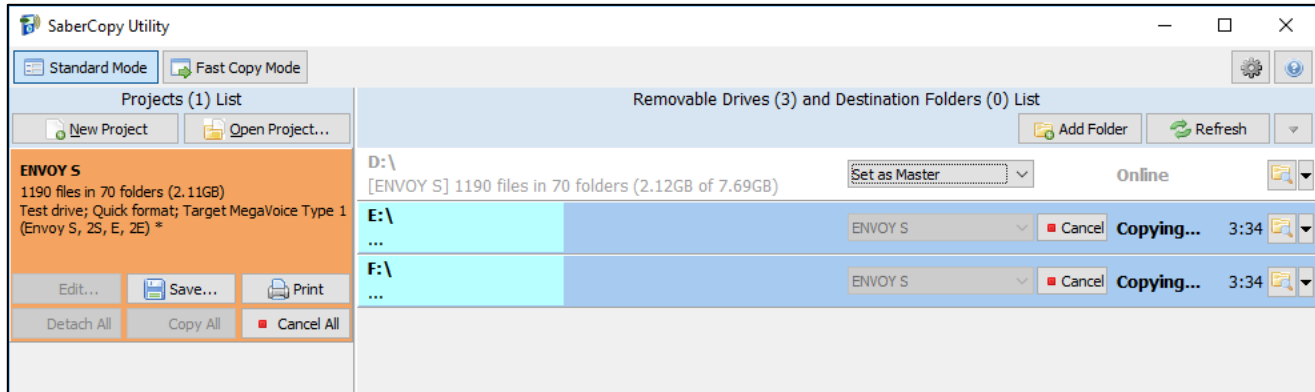 SaberCopy Utility
Standard Mode Fast Copy Mode
Projects (1) List
New Project Open Project...
ENVOY S
1190 files in 70 folders (2.11GB)
Test drive; Quick format; Target MegaVoice Type 1
(Envoy S, 2S, E, 2E) *
Edit... Save... Print
Detach All Copy All Cancel All
Removable Drives (3) and Destination Folders (0) List
Add Folder Refresh
D:\
[ENVOY S] 1190 files in 70 folders (2.12GB of 7.69GB)
Set as Master Online
E:\
...
ENVOY S Cancel Copying... 3:34
F:\
...
ENVOY S Cancel Copying... 3:34